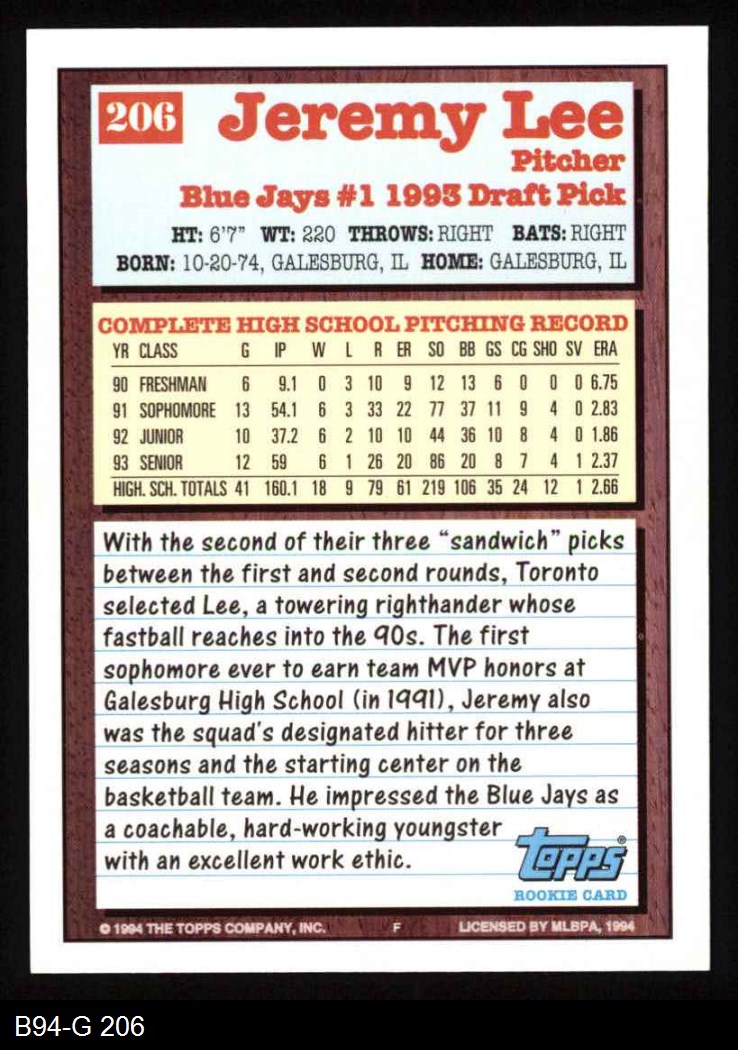 206 Jeremy Lee
Pitcher
Blue Jays #1 1993 Draft Pick
HT: 6'7" WT: 220 THROWS: RIGHT BATS: RIGHT
BORN: 10-20-74, GALESBURG, IL HOME: GALESBURG, IL
COMPLETE HIGH SCHOOL PITCHING RECORD
YR CLASS G IP W L R ER SO BB GS CG SHO SV ERA
90 FRESHMAN 6 9.1 0 3 10 9 12 13 6 0 0 0 6.75
91 SOPHOMORE 13 54.1 6 3 33 22 77 37 11 9 4 0 2.83
92 JUNIOR 10 37.2 6 2 10 10 44 36 10 8 4 0 1.86
93 SENIOR 12 59 6 1 26 20 86 20 8 7 4 1 2.37
HIGH. SCH. TOTALS 41 160.1 18 9 79 61 219 106 35 24 12 1 2.66
With the second of their three “sandwich” picks
between the first and second rounds, Toronto
selected Lee, a towering righthander whose
fastball reaches into the 90s. The first
sophomore ever to earn team MVP honors at
Galesburg High School (in 1991), Jeremy also
was the squad's designated hitter for three
seasons and the starting center on the
basketball team. He impressed the Blue Jays as
a coachable, hard-working youngster
with an excellent work ethic.
Topps®
ROOKIE CARD
© 1994 THE TOPPS COMPANY, INC. F LICENSED BY MLBPA, 1994
B94-G 206